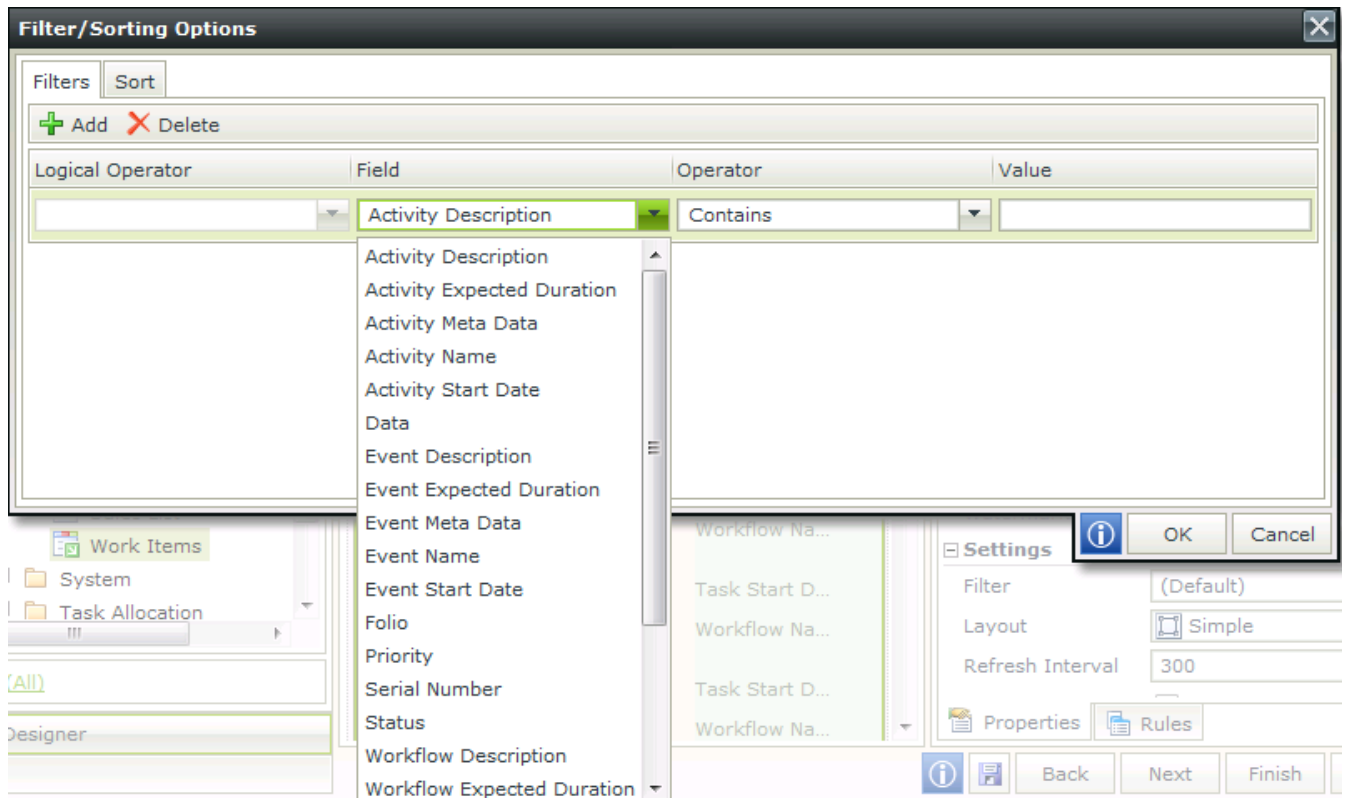 Filter/Sorting Options
Filters Sort
Add Delete
Logical Operator Field Operator Value
Activity Description Contains
Activity Description
Activity Expected Duration
Activity Meta Data
Activity Name
Activity Start Date
Data
Event Description
Event Expected Duration
Event Meta Data
Event Name
Event Start Date
Folio
Priority
Serial Number
Status
Workflow Description
Workflow Expected Duration
OK Cancel
Work Items
System
Task Allocation
(All)
Designer
Workflow Na...
Task Start D...
Workflow Na...
Task Start D...
Workflow Na...
Settings
Filter (Default)
Layout Simple
Refresh Interval 300
Properties Rules
Back Next Finish